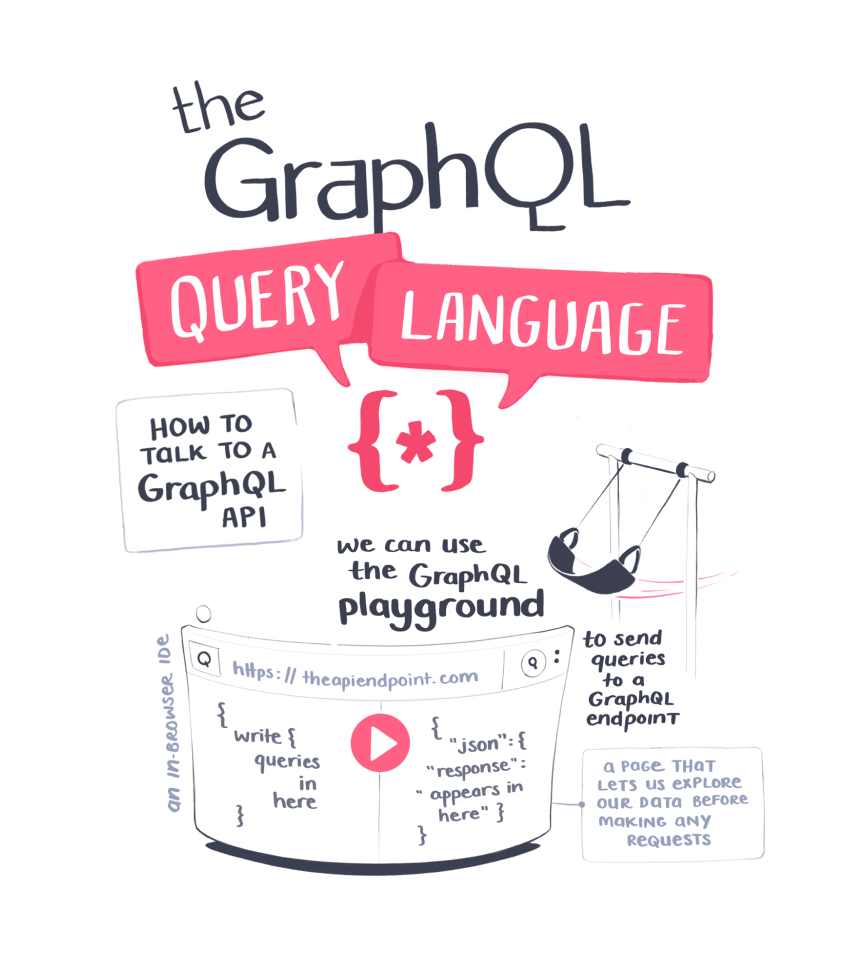 the
GraphQL
QUERY
LANGUAGE
{*}
HOW TO
TALK TO A
GraphQL
API
we can use
the GraphQL
playground
to send
queries
to a
GraphQL
endpoint
an IN-BROWSER IDe
Q
https://theapiendpoint.com
{
write {
queries
in
here
}
{
"json": {
"response":
" appears in
here" }
}
a PaGe THaT
LeTS US eXPLORe
OUR DaTa BeFORe
MaKING aNY
ReQUeSTS